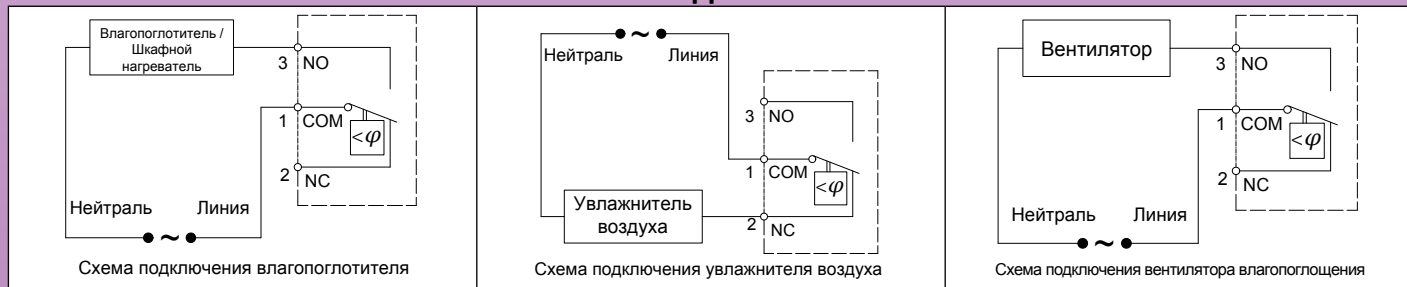 Влагопоглотитель /
Шкафной
нагреватель
3 NO
1 COM
<φ
2 NC
Нейтраль Линия
~
Схема подключения влагопоглотителя
~
Нейтраль Линия
3 NO
1 COM
<φ
Увлажнитель
воздуха
2 NC
Схема подключения увлажнителя воздуха
Вентилятор
3 NO
1 COM
<φ
2 NC
Нейтраль Линия
~
Схема подключения вентилятора влагопоглощения